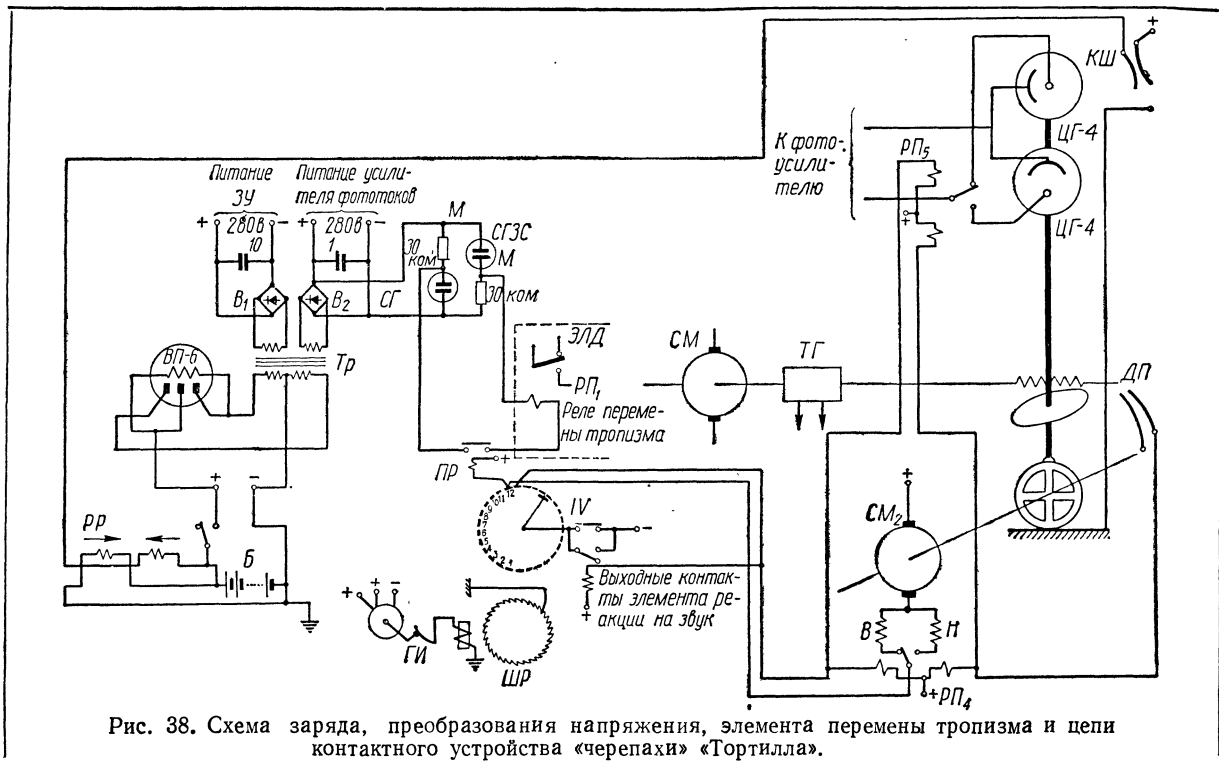 КШ
+
ЦГ-4
К фото-
усили-
телю
РП₅
+
ЦГ-4
Питание
ЗУ
Питание усили-
теля фототоков
+ 280в -
+ 280в -
10
1
М
СГ3С
М
30
ком
30 ком
В₁
В₂
СГ
ВП-6
Тр
ЭЛД
РП₁
Реле переме-
ны тропизма
СМ
ТГ
ДП
ПР
+
IV
-
+ -
РР
Б
+
СМ₂
Выходные контак-
ты элемента ре-
акции на звук
+
+ + -
ГИ
ШР
В
Н
+РП₄
Рис. 38. Схема заряда, преобразования напряжения, элемента перемены тропизма и цепи
контактного устройства «черепахи» «Тортилла».